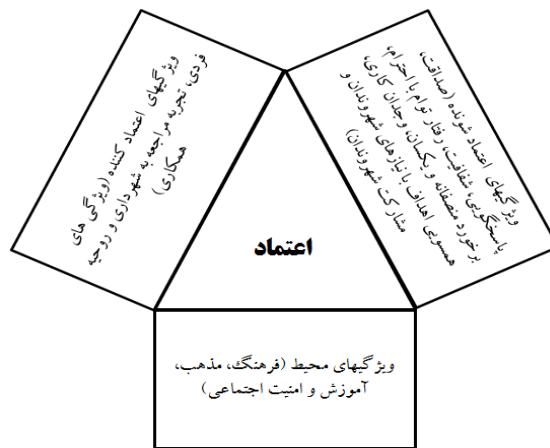 ویژگیهای اعتماد شونده (صداقت،
پاسخگویی، شفافیت، رفتار توام با احترام،
برخورد منصفانه و یکسان، وجدان کاری،
همسویی اهداف با نیازهای شهروندان و
مشارکت شهروندان)
ویژگیهای اعتماد کننده (ویژگی های
فردی، تجربه مراجعه به شهرداری و روحیه
همکاری)
اعتماد
ویژگیهای محیط (فرهنگ، مذهب،
آموزش و امنیت اجتماعی)